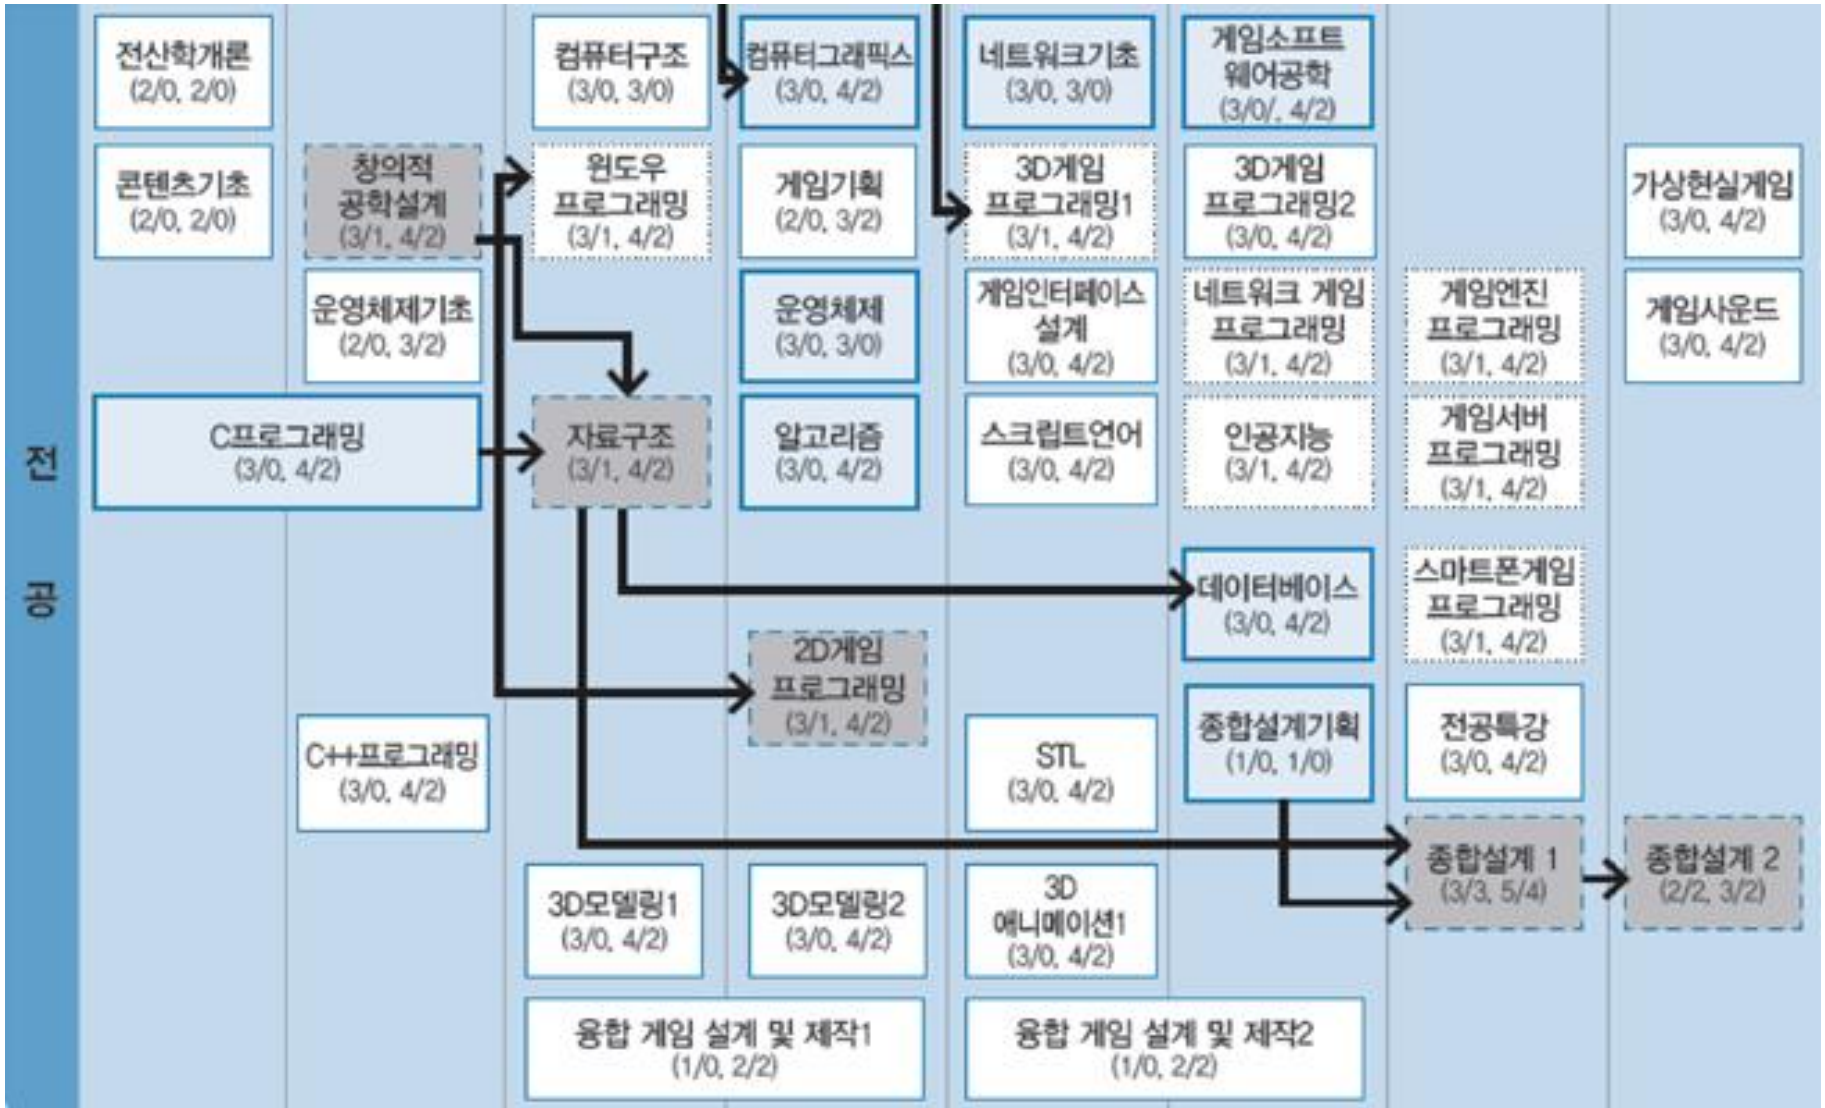 전
공
전산학개론
(2/0, 2/0)
컴퓨터구조
(3/0, 3/0)
컴퓨터그래픽스
(3/0, 4/2)
네트워크기초
(3/0, 3/0)
게임소프트
웨어공학
(3/0/, 4/2)
콘텐츠기초
(2/0, 2/0)
창의적
공학설계
(3/1, 4/2)
윈도우
프로그래밍
(3/1, 4/2)
게임기획
(2/0, 3/2)
3D게임
프로그래밍1
(3/1, 4/2)
3D게임
프로그래밍2
(3/0, 4/2)
가상현실게임
(3/0, 4/2)
운영체제기초
(2/0, 3/2)
운영체제
(3/0, 3/0)
게임인터페이스
설계
(3/0, 4/2)
네트워크 게임
프로그래밍
(3/1, 4/2)
게임엔진
프로그래밍
(3/1, 4/2)
게임사운드
(3/0, 4/2)
C프로그래밍
(3/0, 4/2)
자료구조
(3/1, 4/2)
알고리즘
(3/0, 4/2)
스크립트언어
(3/0, 4/2)
인공지능
(3/1, 4/2)
게임서버
프로그래밍
(3/1, 4/2)
데이터베이스
(3/0, 4/2)
스마트폰게임
프로그래밍
(3/1, 4/2)
2D게임
프로그래밍
(3/1, 4/2)
C++프로그래밍
(3/0, 4/2)
STL
(3/0, 4/2)
종합설계기획
(1/0, 1/0)
전공특강
(3/0, 4/2)
종합설계 1
(3/3, 5/4)
종합설계 2
(2/2, 3/2)
3D모델링1
(3/0, 4/2)
3D모델링2
(3/0, 4/2)
3D
애니메이션1
(3/0, 4/2)
융합 게임 설계 및 제작1
(1/0, 2/2)
융합 게임 설계 및 제작2
(1/0, 2/2)